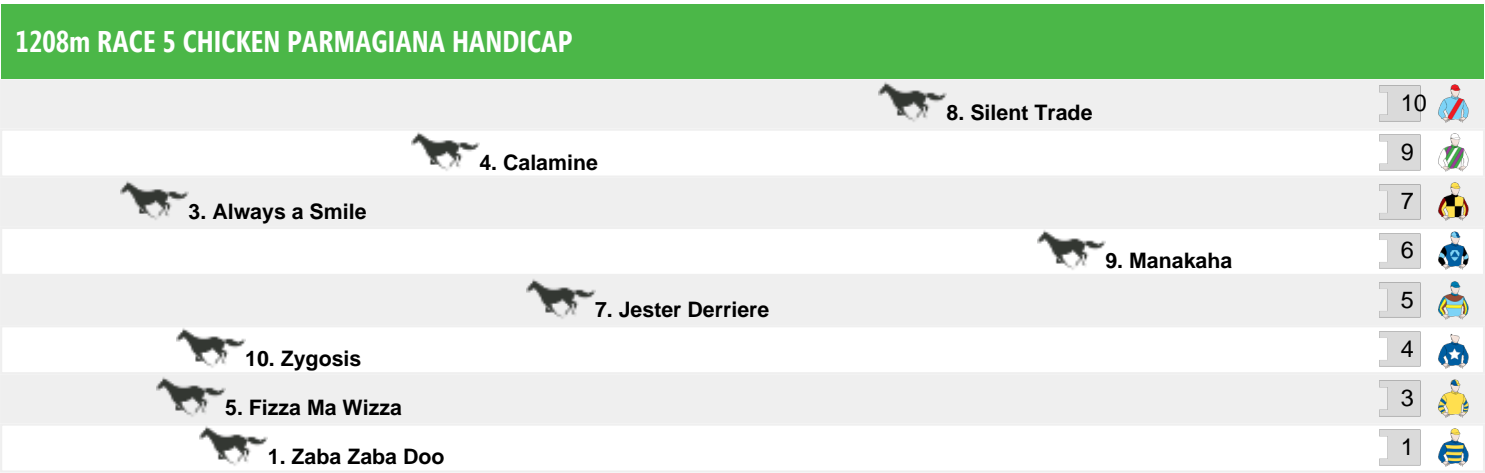 1208m RACE 5 CHICKEN PARMAGIANA HANDICAP
8. Silent Trade 10
4. Calamine 9
3. Always a Smile 7
9. Manakaha 6
7. Jester Derriere 5
10. Zygosis 4
5. Fizza Ma Wizza 3
1. Zaba Zaba Doo 1